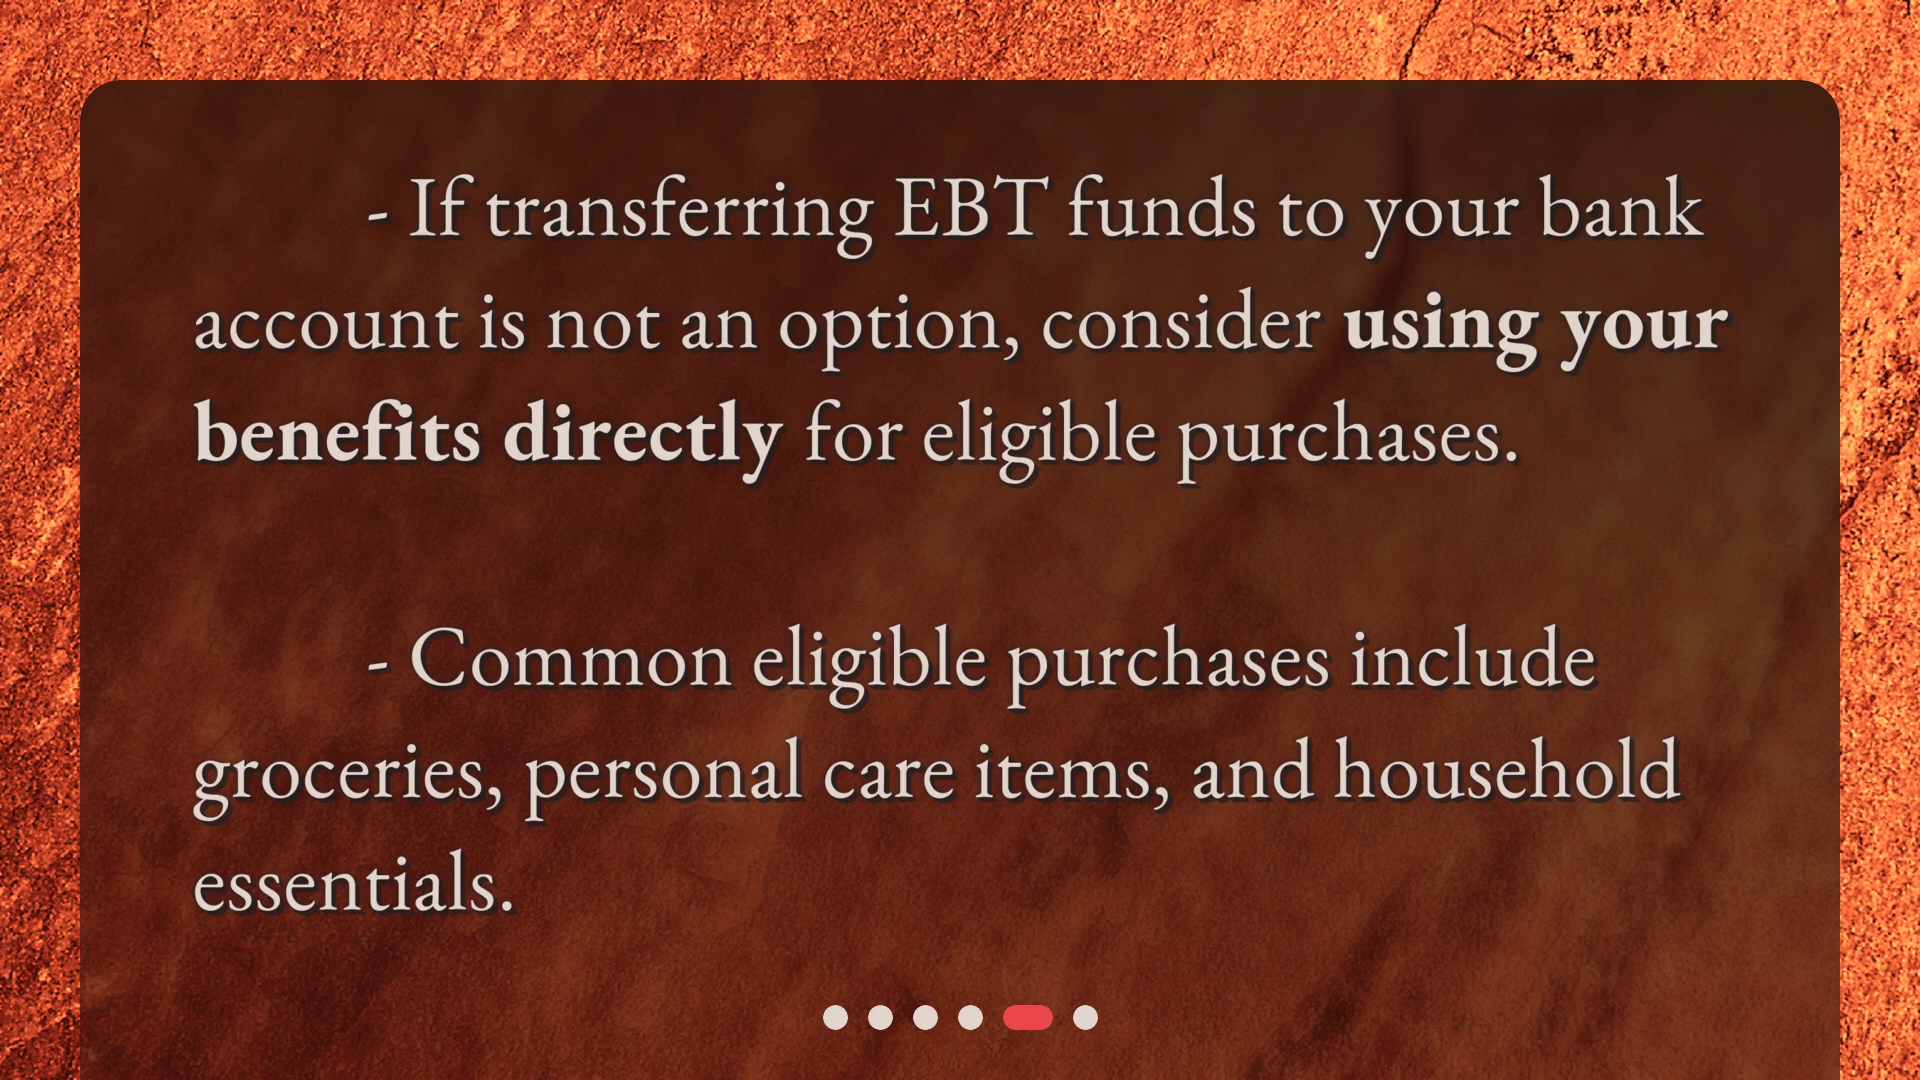 - If transferring EBT funds to your bank
account is not an option, consider using your
benefits directly for eligible purchases.
- Common eligible purchases include
groceries, personal care items, and household
essentials.